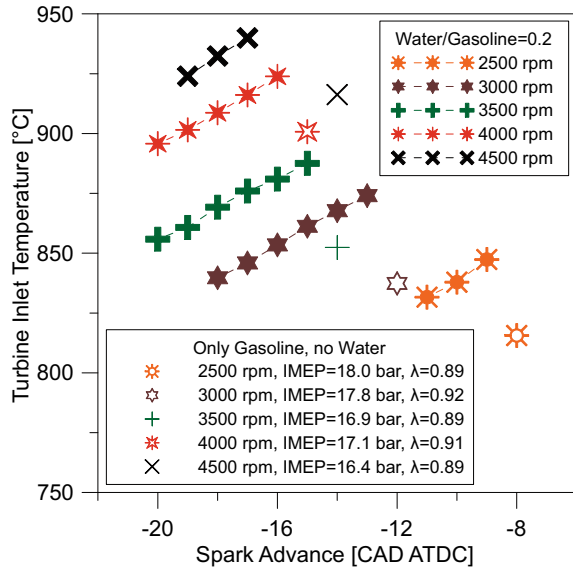 Water/Gasoline=0.2
2500 rpm
3000 rpm
3500 rpm
4000 rpm
4500 rpm
Turbine Inlet Temperature [°C]
950
900
850
800
750
Only Gasoline, no Water
2500 rpm, IMEP=18.0 bar, λ=0.89
3000 rpm, IMEP=17.8 bar, λ=0.92
3500 rpm, IMEP=16.9 bar, λ=0.89
4000 rpm, IMEP=17.1 bar, λ=0.91
4500 rpm, IMEP=16.4 bar, λ=0.89
-20
-16
-12
-8
Spark Advance [CAD ATDC]